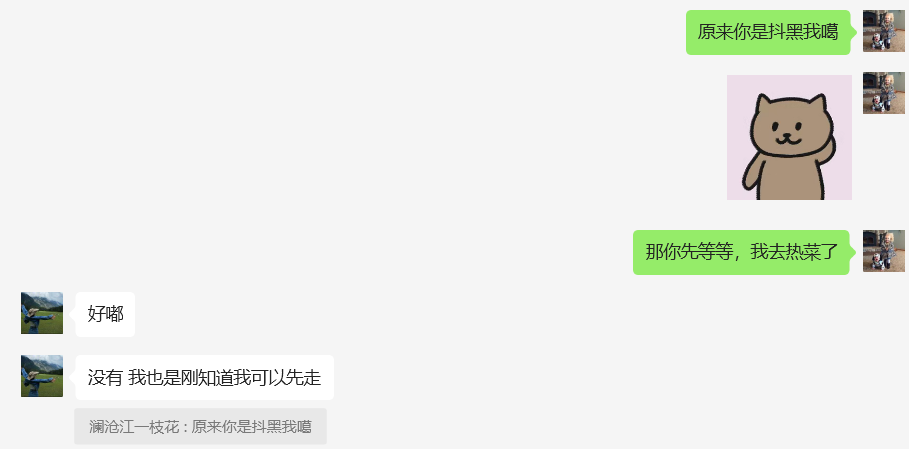 原来你是抖黑我噶
那你先等等，我去热菜了
好嘟
没有 我也是刚知道我可以先走
澜沧江一枝花 : 原来你是抖黑我噶